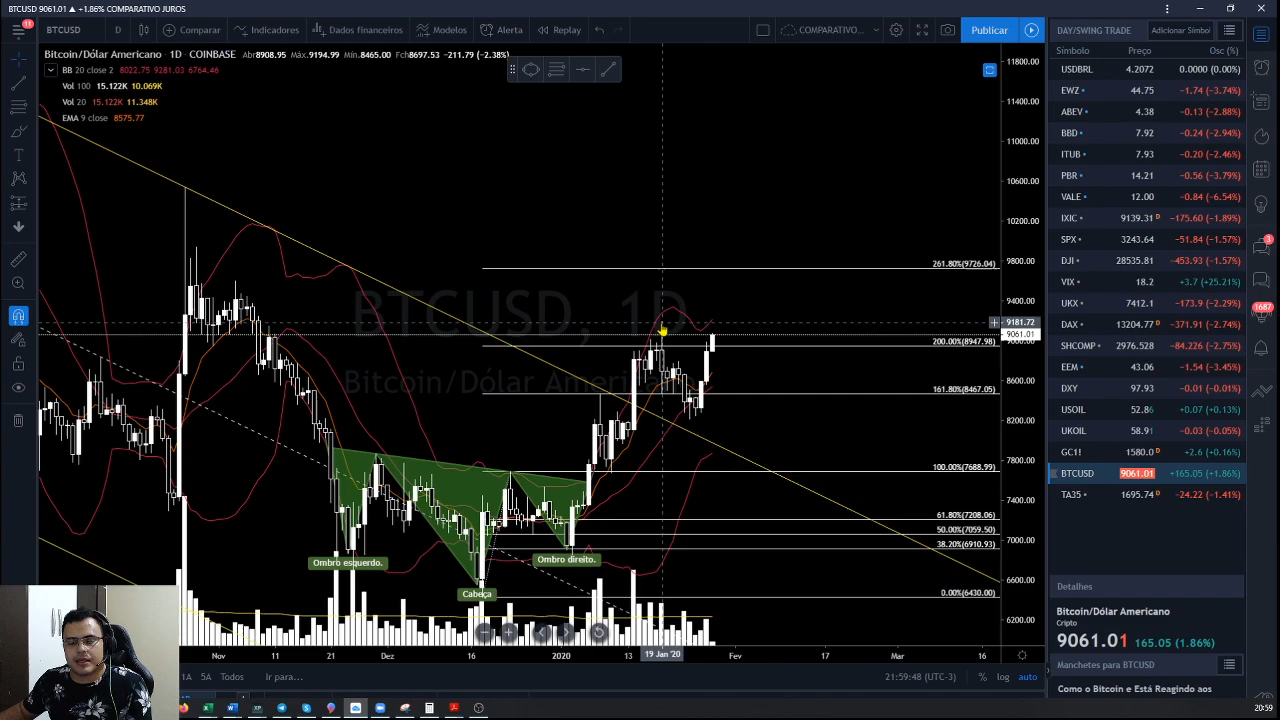 BTCUSD 9061.01 ▲ +1.86% COMPARATIVO JUROS
11
BTCUSD
D
Comparar
Indicadores
Dados financeiros
Modelos
Alerta
Replay
COMPARATIVO...
Publicar
Bitcoin/Dólar Americano · 1D · COINBASE Abr8908.95 Máx.9194.99 Mín.8465.00 Fch8697.53 −211.79 (−2.38%)
BB 20 close 2 8022.75 9281.03 6764.46
Vol 100 15.122K 10.069K
Vol 20 15.122K 11.348K
EMA 9 close 8575.77
BTCUSD, 1D
Bitcoin/Dólar Americano
261.80%(9726.04)
200.00%(8947.98)
161.80%(8467.05)
100.00%(7688.99)
61.80%(7208.06)
50.00%(7059.50)
38.20%(6910.93)
0.00%(6430.00)
Ombro esquerdo.
Cabeça
Ombro direito.
11800.00
11400.00
11000.00
10600.00
10200.00
9800.00
9400.00
9181.72
9061.01
9000.00
8600.00
8200.00
7800.00
7400.00
7000.00
6600.00
6200.00
Nov
11
21
Dez
16
2020
13
19 Jan '20
Fev
17
Mar
16
1A
5A
Todos
Ir para...
21:59:48 (UTC-3)
%
log
auto
DAY/SWING TRADE
Adicionar Símbol
Símbolo Preço Osc (%)
USDBRL 4.2072 0.0000 (0.00%)
EWZ 44.75 −1.74 (−3.74%)
ABEV 4.38 −0.13 (−2.88%)
BBD 7.92 −0.24 (−2.94%)
ITUB 7.93 −0.20 (−2.46%)
PBR 14.21 −0.56 (−3.79%)
VALE 12.00 −0.84 (−6.54%)
IXIC 9139.31 D −175.60 (−1.89%)
SPX 3243.64 −51.84 (−1.57%)
DJI 28535.81 −453.93 (−1.57%)
VIX 18.2 +3.7 (+25.21%)
UKX 7412.1 −173.9 (−2.29%)
DAX 13204.77 D −371.91 (−2.74%)
SHCOMP 2976.528 −84.226 (−2.75%)
EEM 43.06 −1.54 (−3.45%)
DXY 97.93 −0.01 (−0.01%)
USOIL 52.86 +0.07 (+0.13%)
UKOIL 58.91 −0.03 (−0.05%)
GC1! 1580.0 D +2.6 (+0.16%)
BTCUSD 9061.01 +165.05 (+1.86%)
TA35 1695.74 D −24.22 (−1.41%)
3
1687
Detalhes
Bitcoin/Dólar Americano
Cripto
9061.01 165.05 (1.86%)
Manchetes para BTCUSD
Como o Bitcoin e Está Reagindo aos
20:59